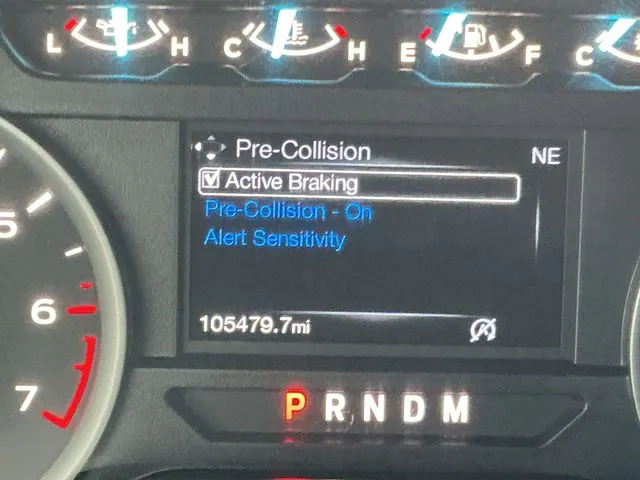 L H C H E F C
Pre-Collision NE
5 Active Braking
Pre-Collision - On
Alert Sensitivity
6
105479.7mi
7
P R N D M